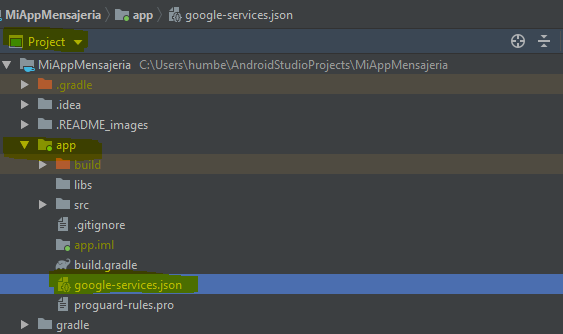 MiAppMensajeria app google-services.json
Project
MiAppMensajeria C:\Users\humbe\AndroidStudioProjects\MiAppMensajeria
.gradle
.idea
.README_images
app
build
libs
src
.gitignore
app.iml
build.gradle
google-services.json
proguard-rules.pro
gradle